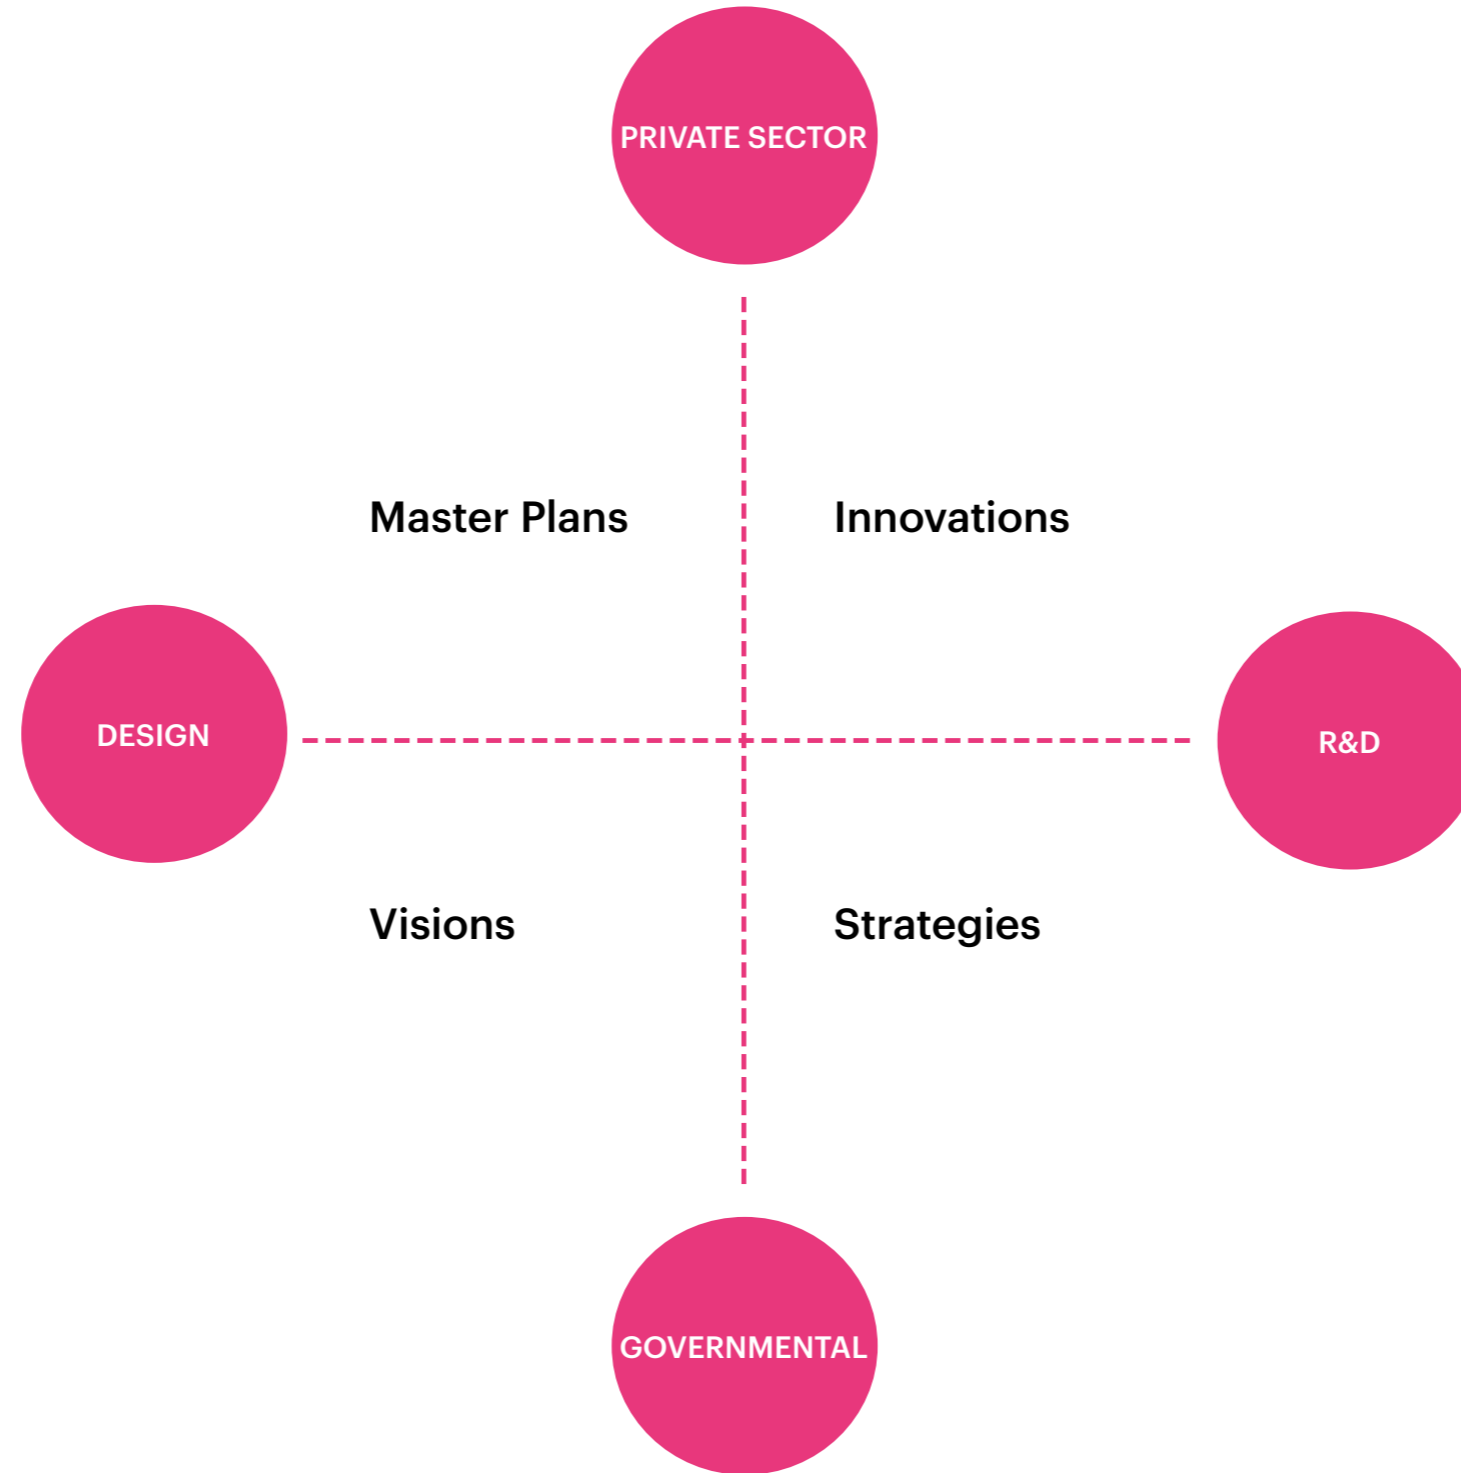 PRIVATE SECTOR
Master Plans
Innovations
DESIGN
R&D
Visions
Strategies
GOVERNMENTAL